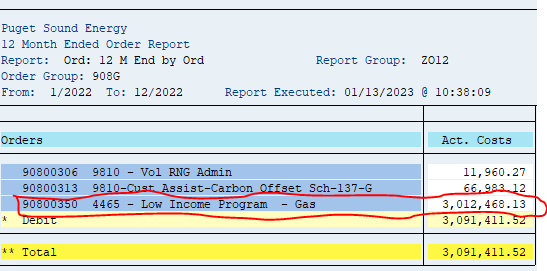 Puget Sound Energy
12 Month Ended Order Report
Report: Ord: 12 M End by Ord Report Group: ZO12
Order Group: 908G
From: 1/2022 To: 12/2022 Report Executed: 01/13/2023 @ 10:38:09
Orders Act. Costs
90800306 9810 - Vol RNG Admin 11,960.27
90800313 9810-Cust Assist-Carbon Offset Sch-137-G 66,983.12
90800350 4465 - Low Income Program - Gas 3,012,468.13
* Debit 3,091,411.52
** Total 3,091,411.52